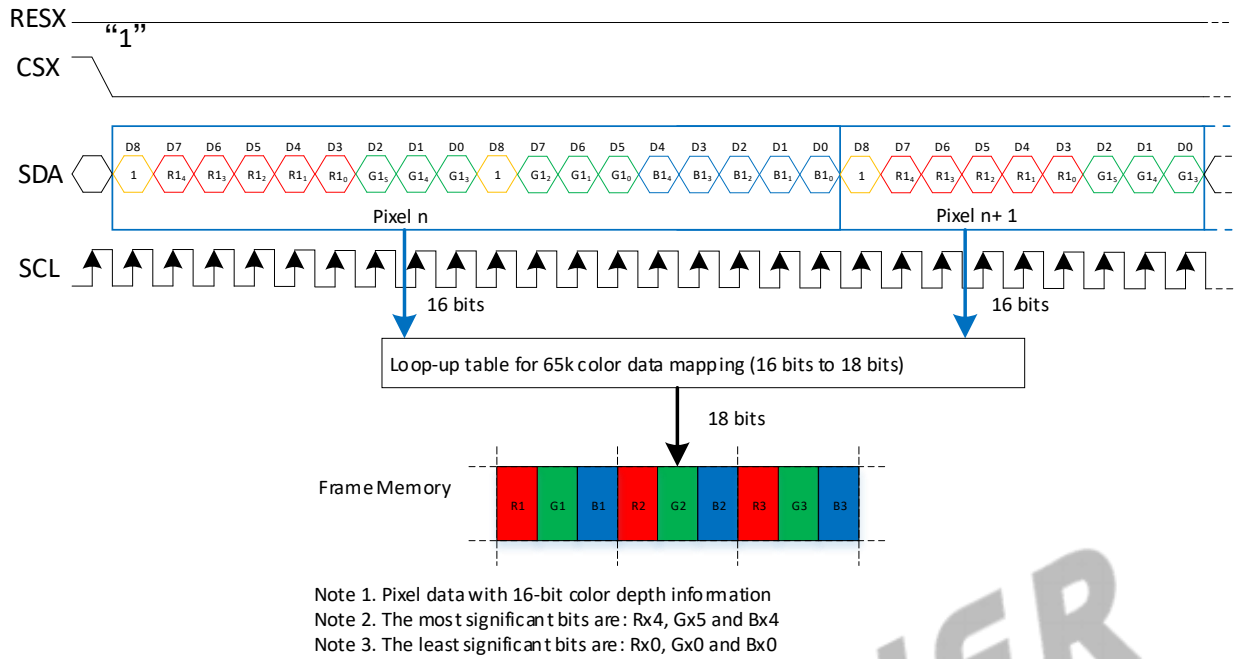 RESX
“1”
CSX
D8 D7 D6 D5 D4 D3 D2 D1 D0 D8 D7 D6 D5 D4 D3 D2 D1 D0 D8 D7 D6 D5 D4 D3 D2 D1 D0
SDA 1 R1₄ R1₃ R1₂ R1₁ R1₀ G1₅ G1₄ G1₃ 1 G1₂ G1₁ G1₀ B1₄ B1₃ B1₂ B1₁ B1₀ 1 R1₄ R1₃ R1₂ R1₁ R1₀ G1₅ G1₄ G1₃
Pixel n Pixel n+ 1
SCL
16 bits 16 bits
Loop-up table for 65k color data mapping (16 bits to 18 bits)
18 bits
Frame Memory R1 G1 B1 R2 G2 B2 R3 G3 B3
Note 1. Pixel data with 16-bit color depth information
Note 2. The most significant bits are: Rx4, Gx5 and Bx4
Note 3. The least significant bits are: Rx0, Gx0 and Bx0